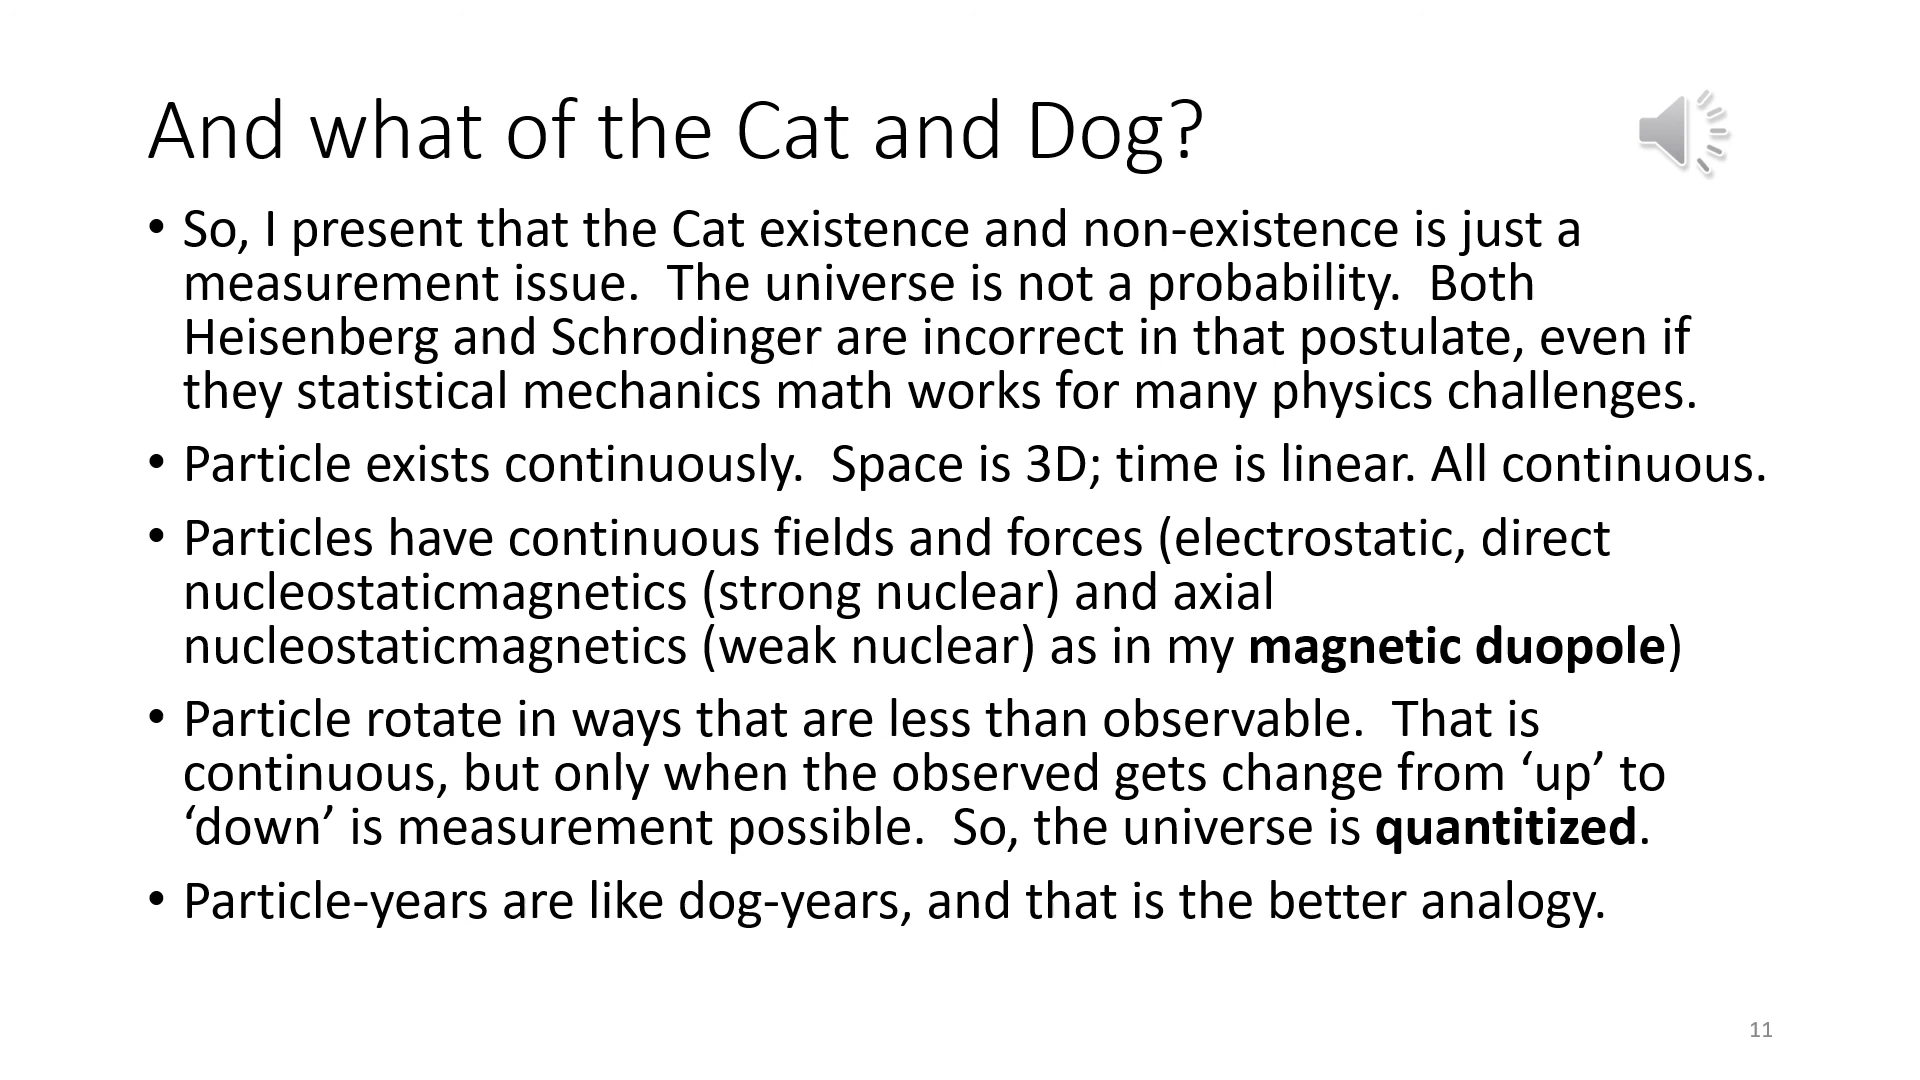 And what of the Cat and Dog?
• So, I present that the Cat existence and non-existence is just a
measurement issue.  The universe is not a probability.  Both
Heisenberg and Schrodinger are incorrect in that postulate, even if
they statistical mechanics math works for many physics challenges.
• Particle exists continuously.  Space is 3D; time is linear. All continuous.
• Particles have continuous fields and forces (electrostatic, direct
nucleostaticmagnetics (strong nuclear) and axial
nucleostaticmagnetics (weak nuclear) as in my magnetic duopole)
• Particle rotate in ways that are less than observable.  That is
continuous, but only when the observed gets change from ‘up’ to
‘down’ is measurement possible.  So, the universe is quantitized.
• Particle-years are like dog-years, and that is the better analogy.
11